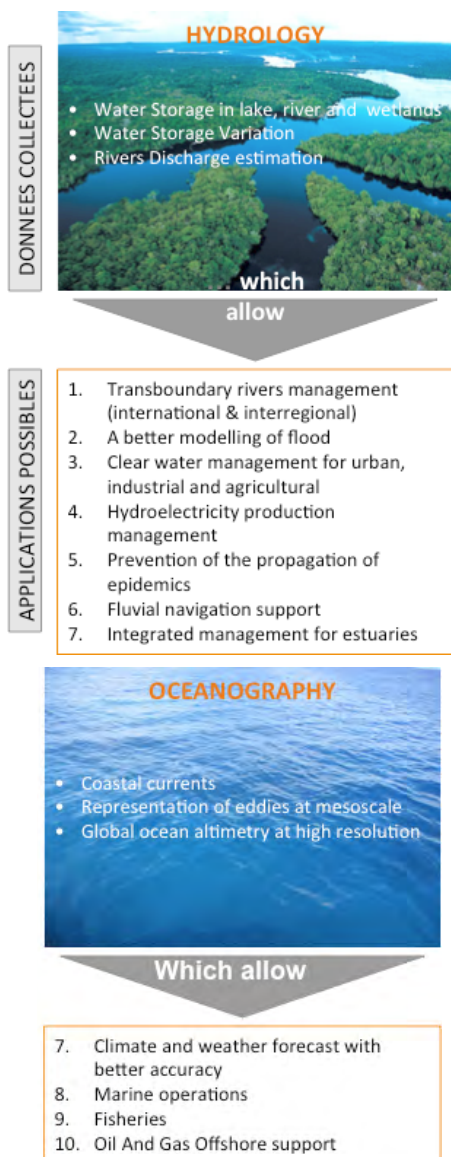 HYDROLOGY
DONNEES COLLECTEES
• Water Storage in lake, river and wetlands
• Water Storage Variation
• Rivers Discharge estimation
which
allow
APPLICATIONS POSSIBLES
1. Transboundary rivers management
(international & interregional)
2. A better modelling of flood
3. Clear water management for urban,
industrial and agricultural
4. Hydroelectricity production
management
5. Prevention of the propagation of
epidemics
6. Fluvial navigation support
7. Integrated management for estuaries
OCEANOGRAPHY
• Coastal currents
• Representation of eddies at mesoscale
• Global ocean altimetry at high resolution
Which allow
7. Climate and weather forecast with
better accuracy
8. Marine operations
9. Fisheries
10. Oil And Gas Offshore support